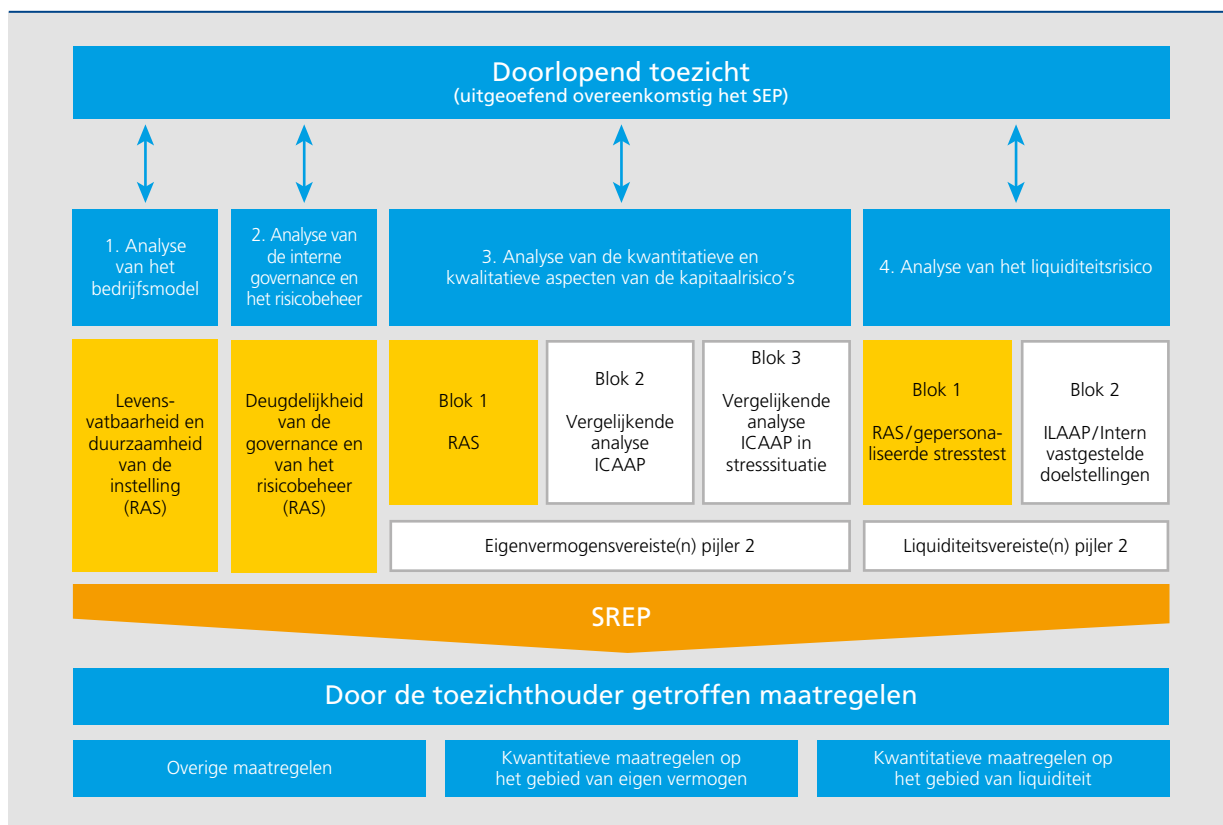 Doorlopend toezicht
(uitgeoefend overeenkomstig het SEP)
1. Analyse
van het
bedrijfsmodel
2. Analyse van
de interne
governance en
het risicobeheer
3. Analyse van de kwantitatieve en
kwalitatieve aspecten van de kapitaalrisico's
4. Analyse van het liquiditeitsrisico
Levens-
vatbaarheid en
duurzaamheid
van de
instelling
(RAS)
Deugdelijkheid
van de
governance en
van het
risicobeheer
(RAS)
Blok 1
RAS
Blok 2
Vergelijkende
analyse
ICAAP
Blok 3
Vergelijkende
analyse
ICAAP in
stresssituatie
Blok 1
RAS/gepersona-
liseerde stresstest
Blok 2
ILAAP/Intern
vastgestelde
doelstellingen
Eigenvermogensvereiste(n) pijler 2
Liquiditeitsvereiste(n) pijler 2
SREP
Door de toezichthouder getroffen maatregelen
Overige maatregelen
Kwantitatieve maatregelen op
het gebied van eigen vermogen
Kwantitatieve maatregelen op
het gebied van liquiditeit